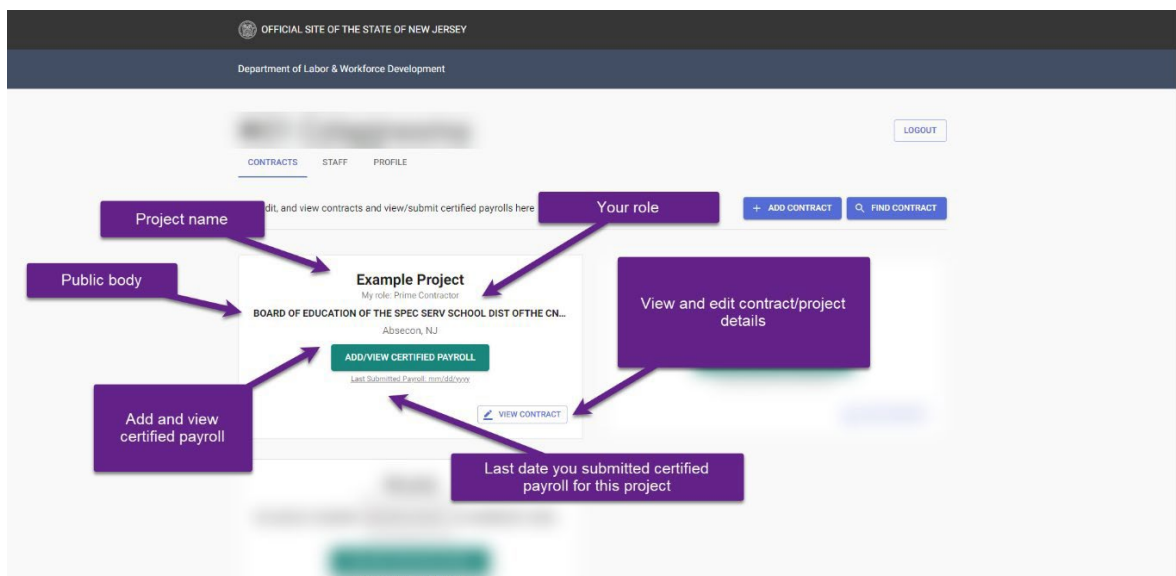 OFFICIAL SITE OF THE STATE OF NEW JERSEY
Department of Labor & Workforce Development
LOGOUT
CONTRACTS STAFF PROFILE
Project name
dit, and view contracts and view/submit certified payrolls here
Your role
+ ADD CONTRACT
FIND CONTRACT
Public body
Example Project
My role: Prime Contractor
BOARD OF EDUCATION OF THE SPEC SERV SCHOOL DIST OFTHE CN...
Absecon, NJ
ADD/VIEW CERTIFIED PAYROLL
Last Submitted Payroll: mm/dd/yyyy
VIEW CONTRACT
View and edit contract/project
details
Add and view
certified payroll
Last date you submitted certified
payroll for this project